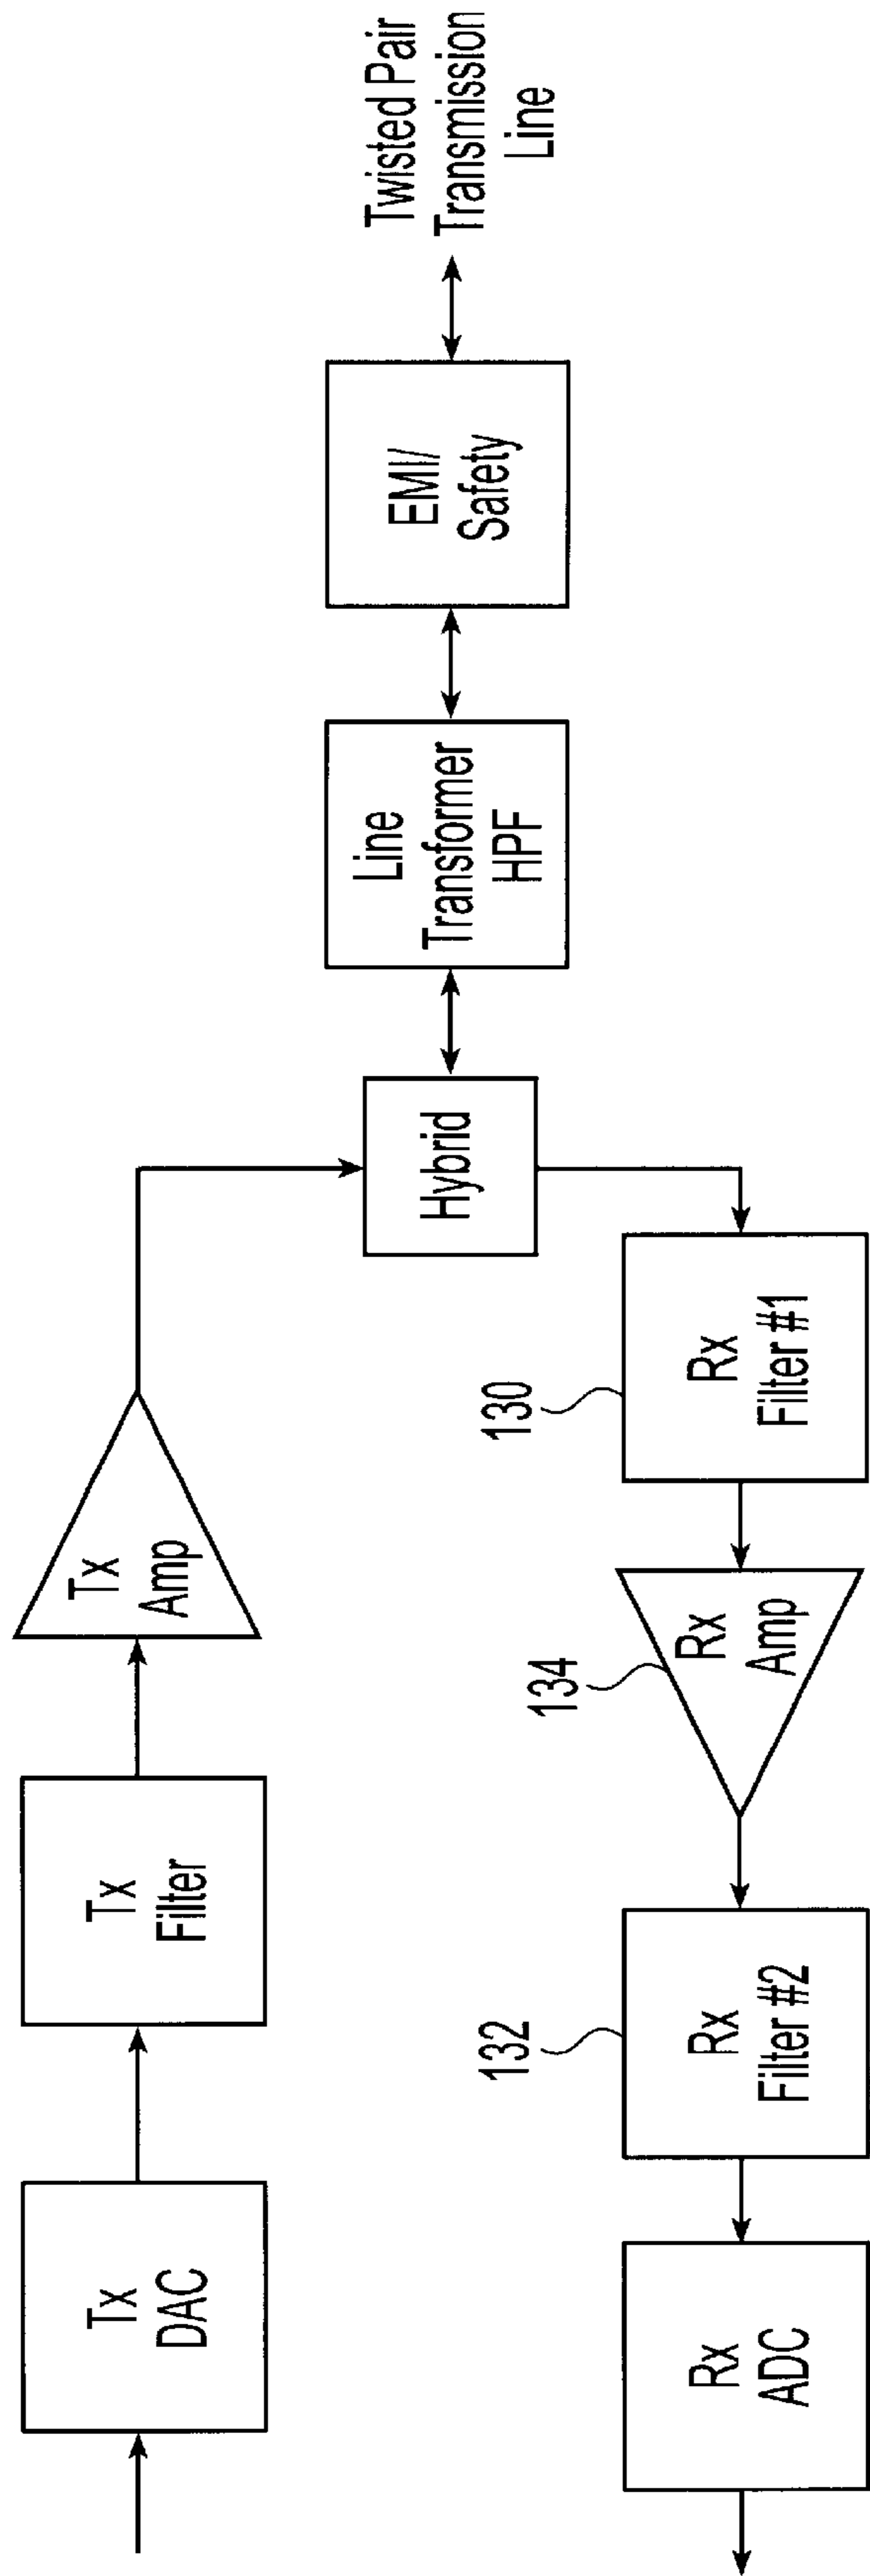 Tx
DAC
Tx
Filter
Tx
Amp
Hybrid
Line
Transformer
HPF
EMI/
Safety
Twisted Pair
Transmission
Line
130
Rx
Filter #1
134
Rx
Amp
132
Rx
Filter #2
Rx
ADC